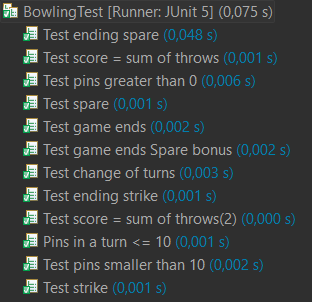 BowlingTest [Runner: JUnit 5] (0,075 s)
Test ending spare (0,048 s)
Test score = sum of throws (0,001 s)
Test pins greater than 0 (0,006 s)
Test spare (0,001 s)
Test game ends (0,002 s)
Test game ends Spare bonus (0,002 s)
Test change of turns (0,003 s)
Test ending strike (0,001 s)
Test score = sum of throws(2) (0,000 s)
Pins in a turn <= 10 (0,001 s)
Test pins smaller than 10 (0,002 s)
Test strike (0,001 s)